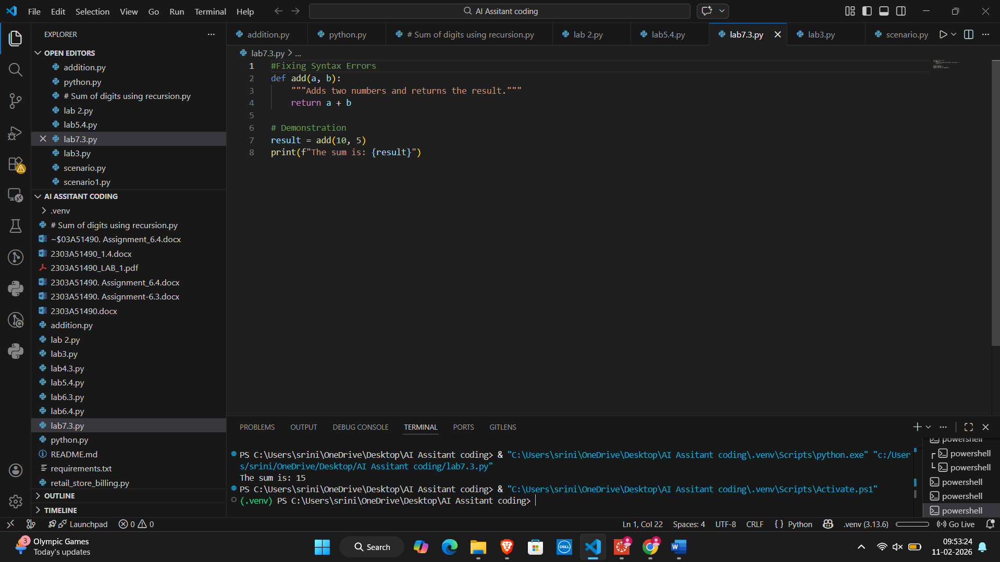 File Edit Selection View Go Run Terminal Help
AI Assitant coding
EXPLORER
OPEN EDITORS
addition.py
python.py
# Sum of digits using recursion.py
lab 2.py
lab5.4.py
lab7.3.py
lab3.py
scenario.py
scenario1.py
AI ASSITANT CODING
.venv
# Sum of digits using recursion.py
~$03A51490. Assignment_6.4.docx
2303A51490_1.4.docx
2303A51490_LAB_1.pdf
2303A51490. Assignment_6.4.docx
2303A51490. Assignment-6.3.docx
2303A51490.docx
addition.py
lab 2.py
lab3.py
lab4.3.py
lab5.4.py
lab6.3.py
lab6.4.py
lab7.3.py
python.py
README.md
requirements.txt
retail_store_billing.py
OUTLINE
TIMELINE
addition.py python.py # Sum of digits using recursion.py lab 2.py lab5.4.py lab7.3.py lab3.py scenario.py
lab7.3.py > ...
1 #Fixing Syntax Errors
2 def add(a, b):
3 """Adds two numbers and returns the result."""
4 return a + b
5
6 # Demonstration
7 result = add(10, 5)
8 print(f"The sum is: {result}")
PROBLEMS OUTPUT DEBUG CONSOLE TERMINAL PORTS GITLENS
PS C:\Users\srini\OneDrive\Desktop\AI Assitant coding> & "C:\Users\srini\OneDrive\Desktop\AI Assitant coding\.venv\Scripts\python.exe" "c:/User
s/srini/OneDrive/Desktop/AI Assitant coding/lab7.3.py"
The sum is: 15
PS C:\Users\srini\OneDrive\Desktop\AI Assitant coding> & "C:\Users\srini\OneDrive\Desktop\AI Assitant coding\.venv\Scripts\Activate.ps1"
(.venv) PS C:\Users\srini\OneDrive\Desktop\AI Assitant coding>
powershell
powershell
powershell
powershell
powershell
powershell
Launchpad 0 0
Ln 1, Col 22 Spaces: 4 UTF-8 CRLF {} Python .venv (3.13.6) Go Live
3 Olympic Games
Today's updates
Search
DELL
W
09:53:24
11-02-2026